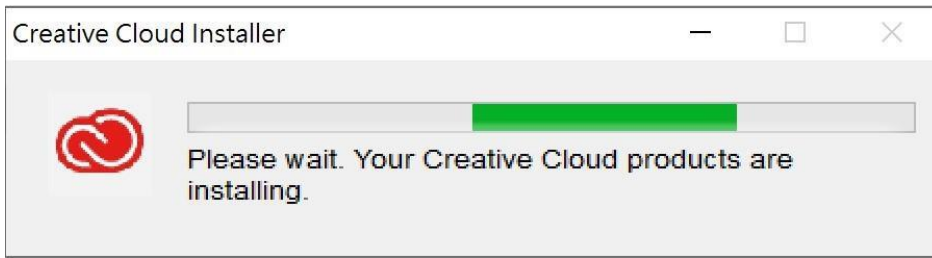 Creative Cloud Installer
Please wait. Your Creative Cloud products are
installing.